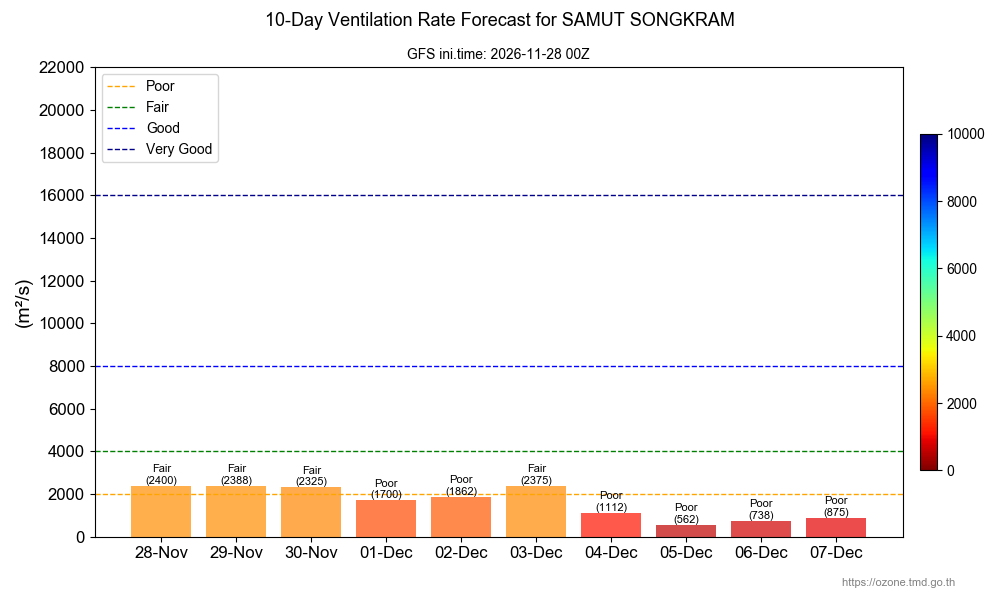 10-Day Ventilation Rate Forecast for SAMUT SONGKRAM
GFS ini.time: 2026-11-28 00Z
(m²/s)
22000
20000
18000
16000
14000
12000
10000
8000
6000
4000
2000
0
Poor
Fair
Good
Very Good
Fair
(2400)
Fair
(2388)
Fair
(2325)
Poor
(1700)
Poor
(1862)
Fair
(2375)
Poor
(1112)
Poor
(562)
Poor
(738)
Poor
(875)
28-Nov 29-Nov 30-Nov 01-Dec 02-Dec 03-Dec 04-Dec 05-Dec 06-Dec 07-Dec
10000
8000
6000
4000
2000
0
https://ozone.tmd.go.th